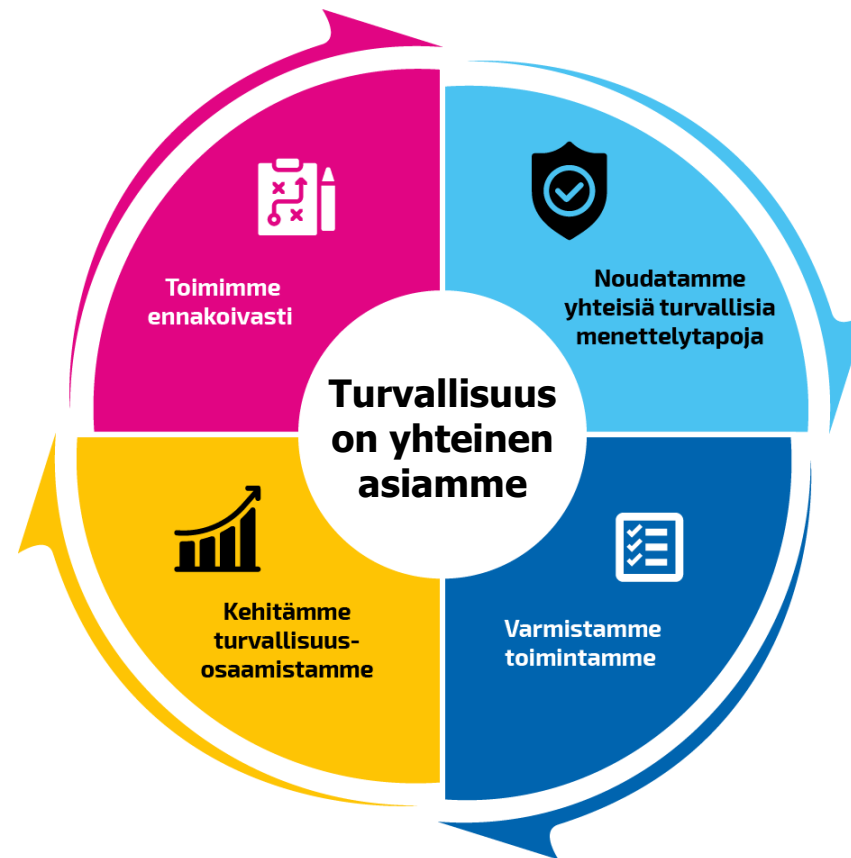 Toimimme
ennakoivasti
Noudatamme
yhteisiä turvallisia
menettelytapoja
Turvallisuus
on yhteinen
asiamme
Kehitämme
turvallisuus-
osaamistamme
Varmistamme
toimintamme